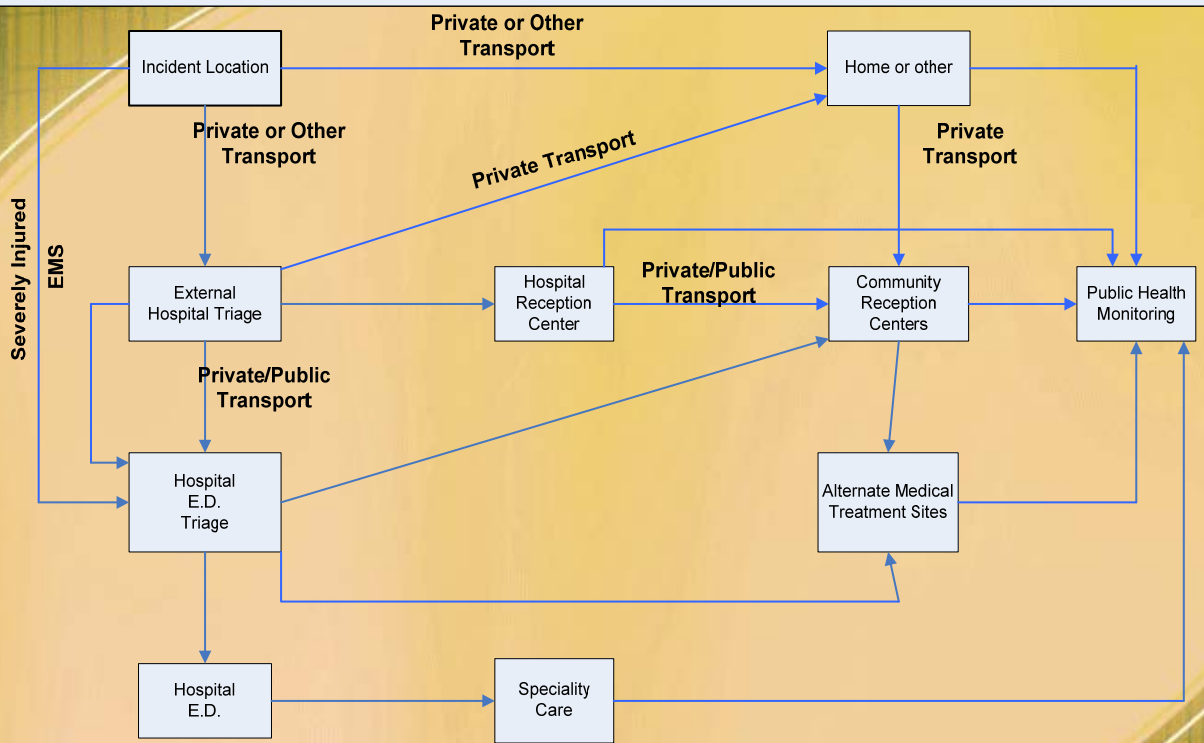 Private or Other
Transport
Incident Location
Home or other
Private or Other
Transport
Private
Transport
Private Transport
Severely Injured
EMS
External
Hospital Triage
Hospital
Reception
Center
Private/Public
Transport
Community
Reception
Centers
Public Health
Monitoring
Private/Public
Transport
Hospital
E.D.
Triage
Alternate Medical
Treatment Sites
Hospital
E.D.
Speciality
Care